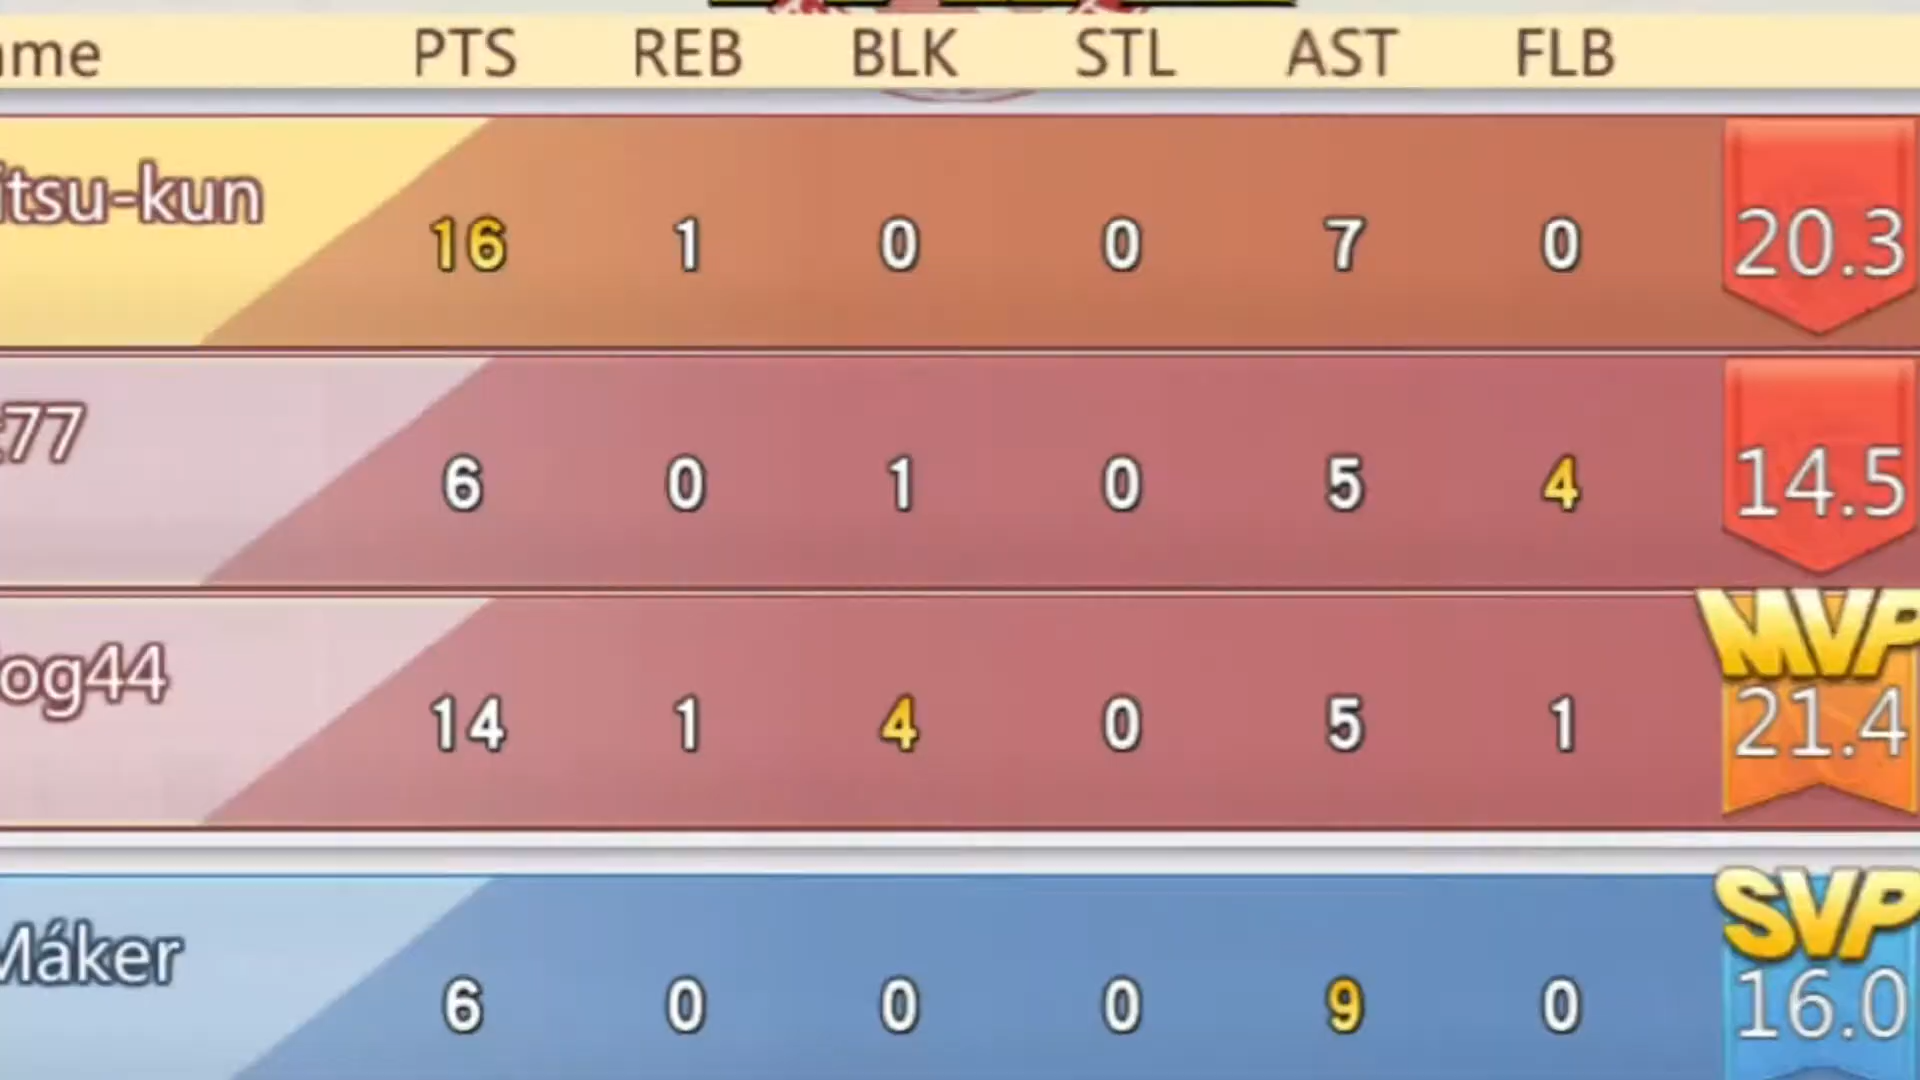 ame PTS REB BLK STL AST FLB
itsu-kun 16 1 0 0 7 0 20.3
77 6 0 1 0 5 4 14.5
MVP
og44 14 1 4 0 5 1 21.4
SVP
Máker 6 0 0 0 9 0 16.0